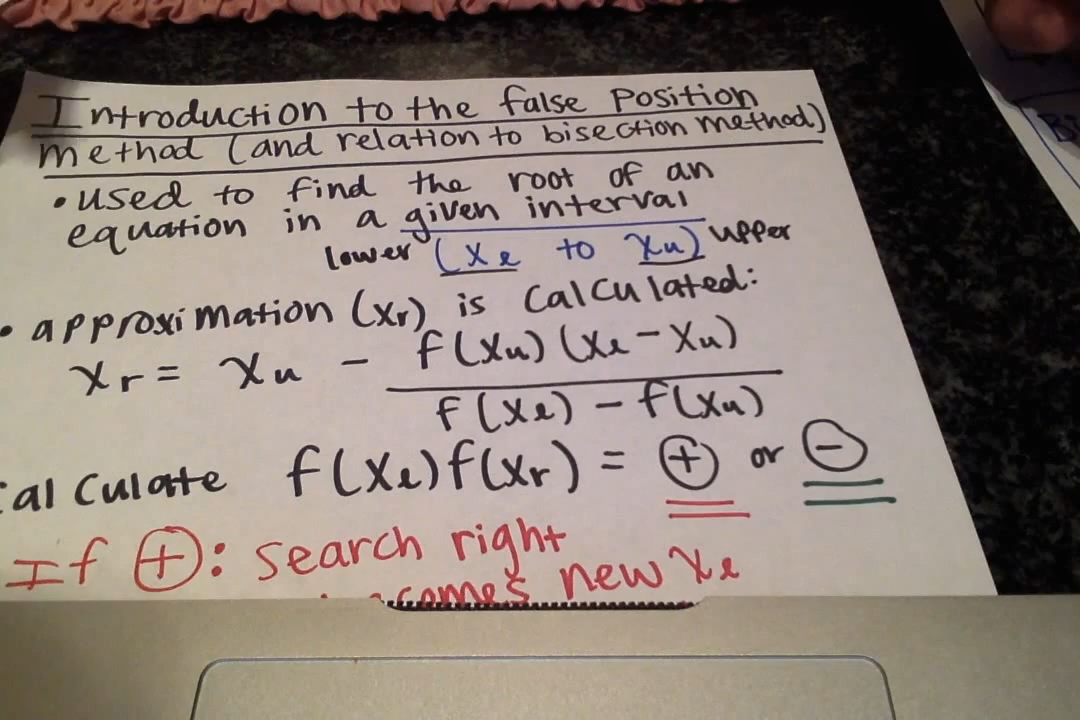 Introduction to the false position
method (and relation to bisection method)
• used to find the root of an
equation in a given interval
lower (xₗ to xᵤ) upper
• approximation (xᵣ) is calculated:
xᵣ = xᵤ - f(xᵤ)(xₗ - xᵤ)
f(xₗ) - f(xᵤ)
calculate f(xₗ)f(xᵣ) = ⊕ or ⊖
If ⊕: search right
new xₗ